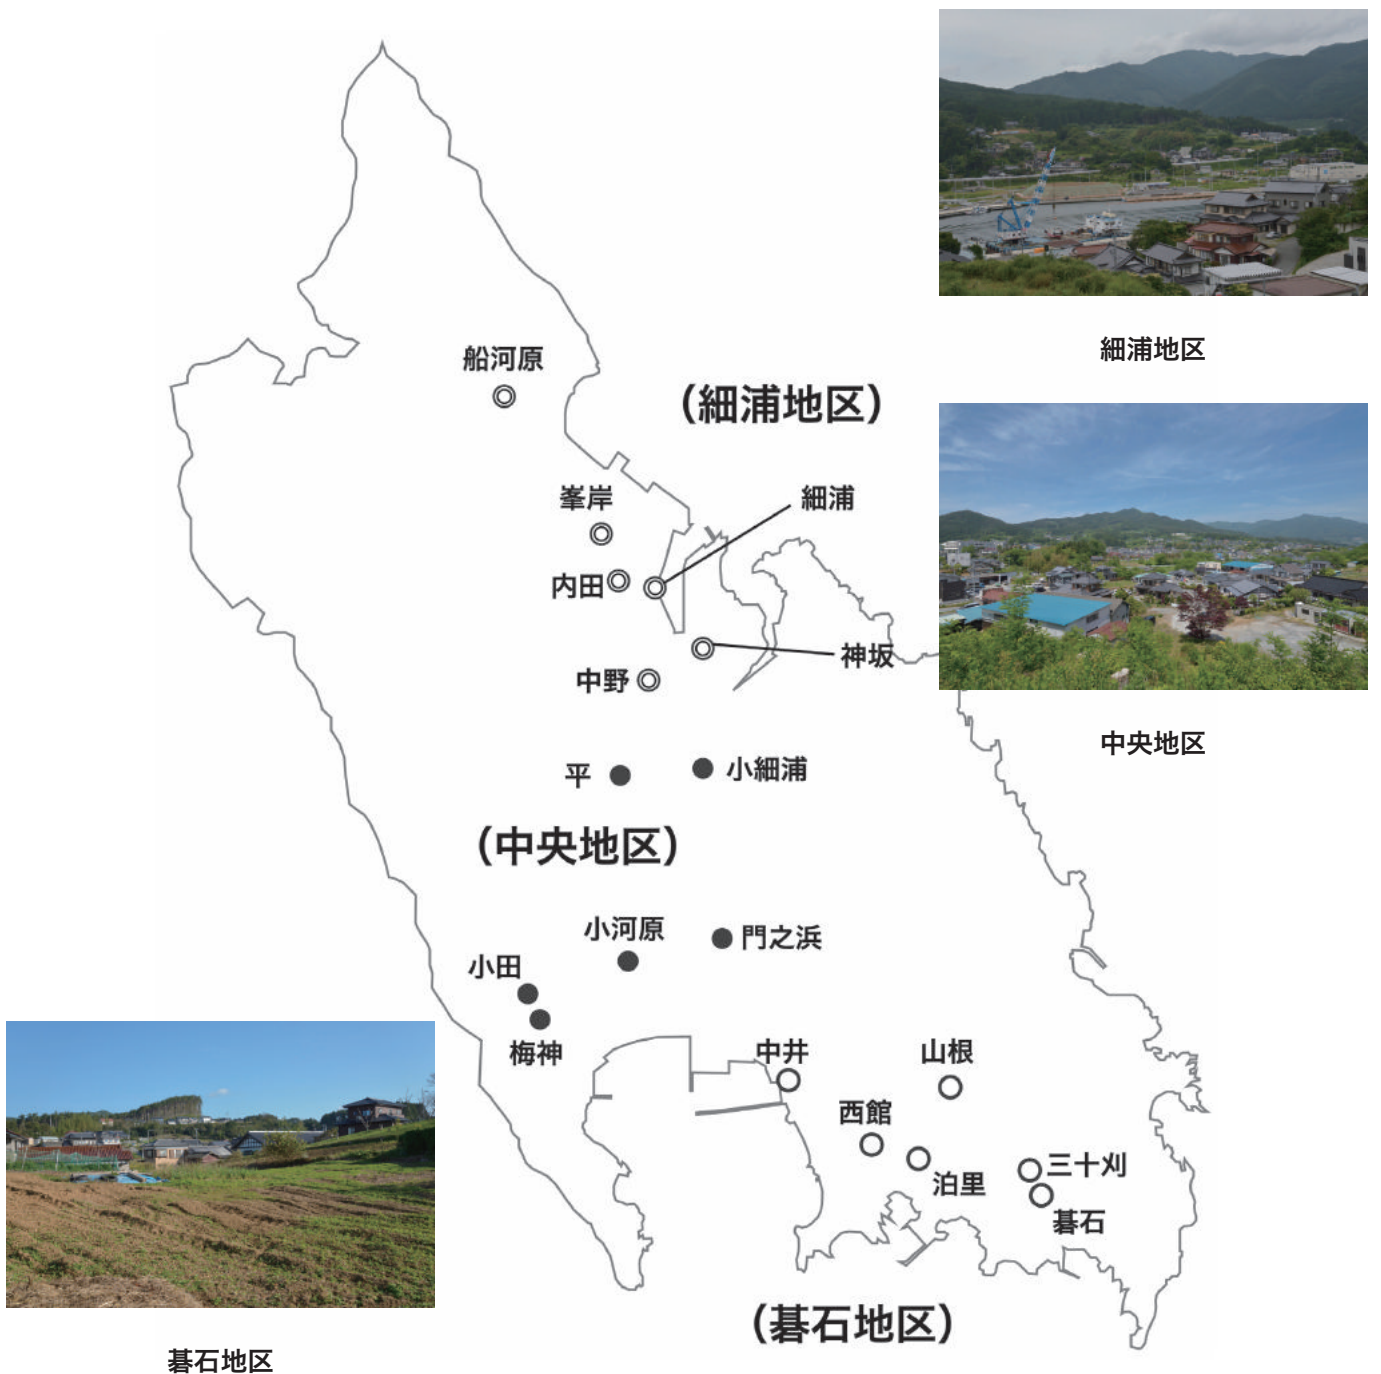 細浦地区
船河原
（細浦地区）
峯岸
細浦
内田
神坂
中野
中央地区
平
小細浦
（中央地区）
小河原
門之浜
小田
梅神
中井
山根
西館
三十刈
泊里
碁石
（碁石地区）
碁石地区